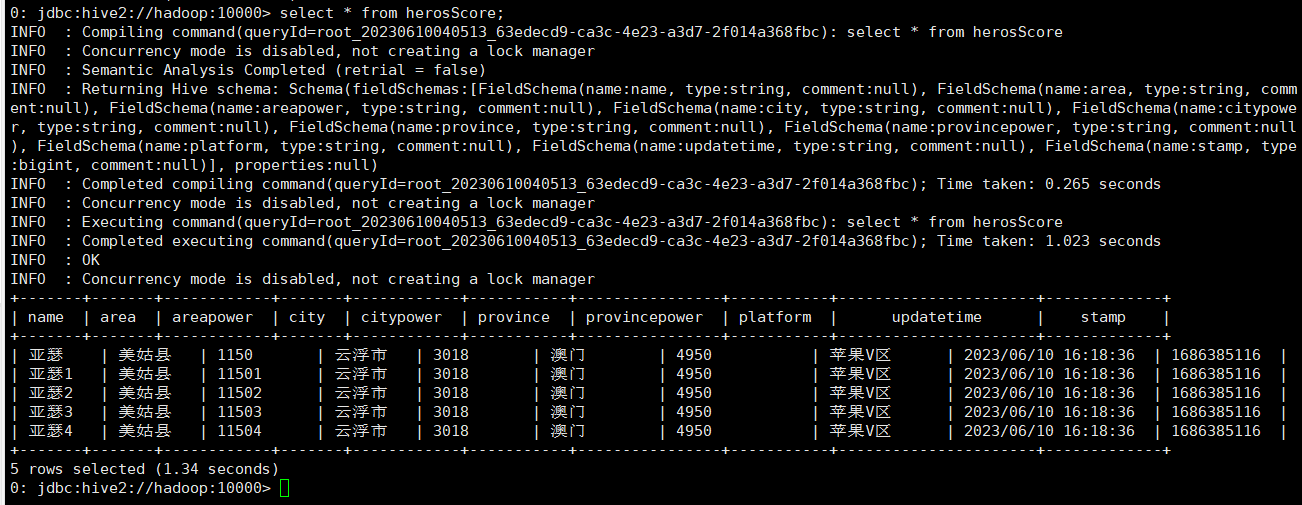 0: jdbc:hive2://hadoop:10000> select * from herosScore;
INFO  : Compiling command(queryId=root_20230610040513_63edecd9-ca3c-4e23-a3d7-2f014a368fbc): select * from herosScore
INFO  : Concurrency mode is disabled, not creating a lock manager
INFO  : Semantic Analysis Completed (retrial = false)
INFO  : Returning Hive schema: Schema(fieldSchemas:[FieldSchema(name:name, type:string, comment:null), FieldSchema(name:area, type:string, comm
ent:null), FieldSchema(name:areapower, type:string, comment:null), FieldSchema(name:city, type:string, comment:null), FieldSchema(name:citypowe
r, type:string, comment:null), FieldSchema(name:province, type:string, comment:null), FieldSchema(name:provincepower, type:string, comment:null
), FieldSchema(name:platform, type:string, comment:null), FieldSchema(name:updatetime, type:string, comment:null), FieldSchema(name:stamp, type
:bigint, comment:null)], properties:null)
INFO  : Completed compiling command(queryId=root_20230610040513_63edecd9-ca3c-4e23-a3d7-2f014a368fbc); Time taken: 0.265 seconds
INFO  : Concurrency mode is disabled, not creating a lock manager
INFO  : Executing command(queryId=root_20230610040513_63edecd9-ca3c-4e23-a3d7-2f014a368fbc): select * from herosScore
INFO  : Completed executing command(queryId=root_20230610040513_63edecd9-ca3c-4e23-a3d7-2f014a368fbc); Time taken: 1.023 seconds
INFO  : OK
INFO  : Concurrency mode is disabled, not creating a lock manager
+-------+-------+------------+-------+------------+-----------+----------------+-----------+----------------------+-------------+
| name  | area  | areapower  | city  | citypower  | province  | provincepower  | platform  |      updatetime      |    stamp    |
+-------+-------+------------+-------+------------+-----------+----------------+-----------+----------------------+-------------+
| 亚瑟    | 美姑县   | 1150       | 云浮市   | 3018       | 澳门        | 4950           | 苹果V区      | 2023/06/10 16:18:36  | 1686385116  |
| 亚瑟1   | 美姑县   | 11501      | 云浮市   | 3018       | 澳门        | 4950           | 苹果V区      | 2023/06/10 16:18:36  | 1686385116  |
| 亚瑟2   | 美姑县   | 11502      | 云浮市   | 3018       | 澳门        | 4950           | 苹果V区      | 2023/06/10 16:18:36  | 1686385116  |
| 亚瑟3   | 美姑县   | 11503      | 云浮市   | 3018       | 澳门        | 4950           | 苹果V区      | 2023/06/10 16:18:36  | 1686385116  |
| 亚瑟4   | 美姑县   | 11504      | 云浮市   | 3018       | 澳门        | 4950           | 苹果V区      | 2023/06/10 16:18:36  | 1686385116  |
+-------+-------+------------+-------+------------+-----------+----------------+-----------+----------------------+-------------+
5 rows selected (1.34 seconds)
0: jdbc:hive2://hadoop:10000>